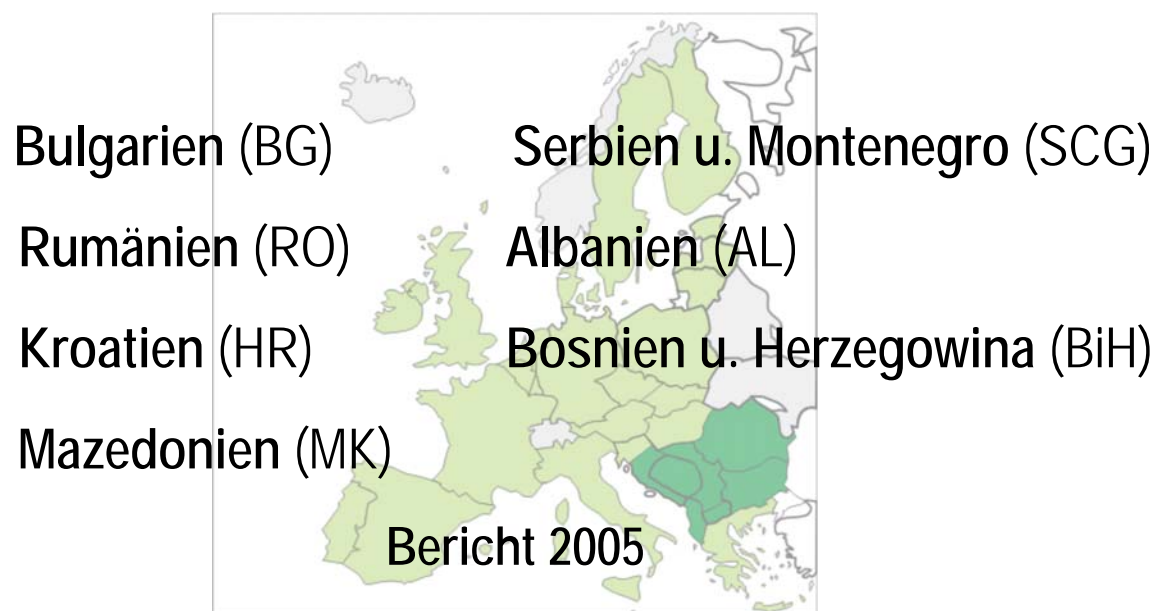 Bulgarien (BG)
Rumänien (RO)
Kroatien (HR)
Mazedonien (MK)
Serbien u. Montenegro (SCG)
Albanien (AL)
Bosnien u. Herzegowina (BiH)
Bericht 2005